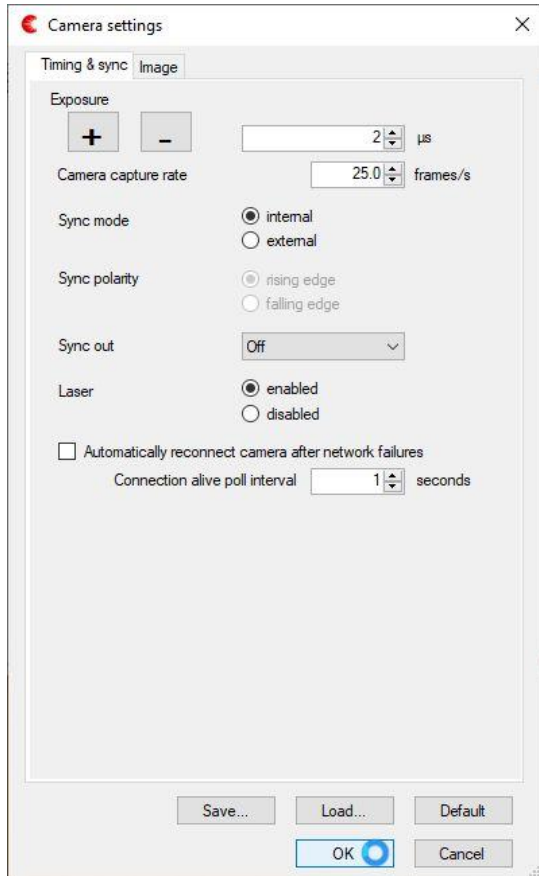 Camera settings
Timing & sync Image
Exposure
+ - 2 µs
Camera capture rate 25.0 frames/s
Sync mode internal
external
Sync polarity rising edge
falling edge
Sync out Off
Laser enabled
disabled
Automatically reconnect camera after network failures
Connection alive poll interval 1 seconds
Save... Load... Default
OK Cancel